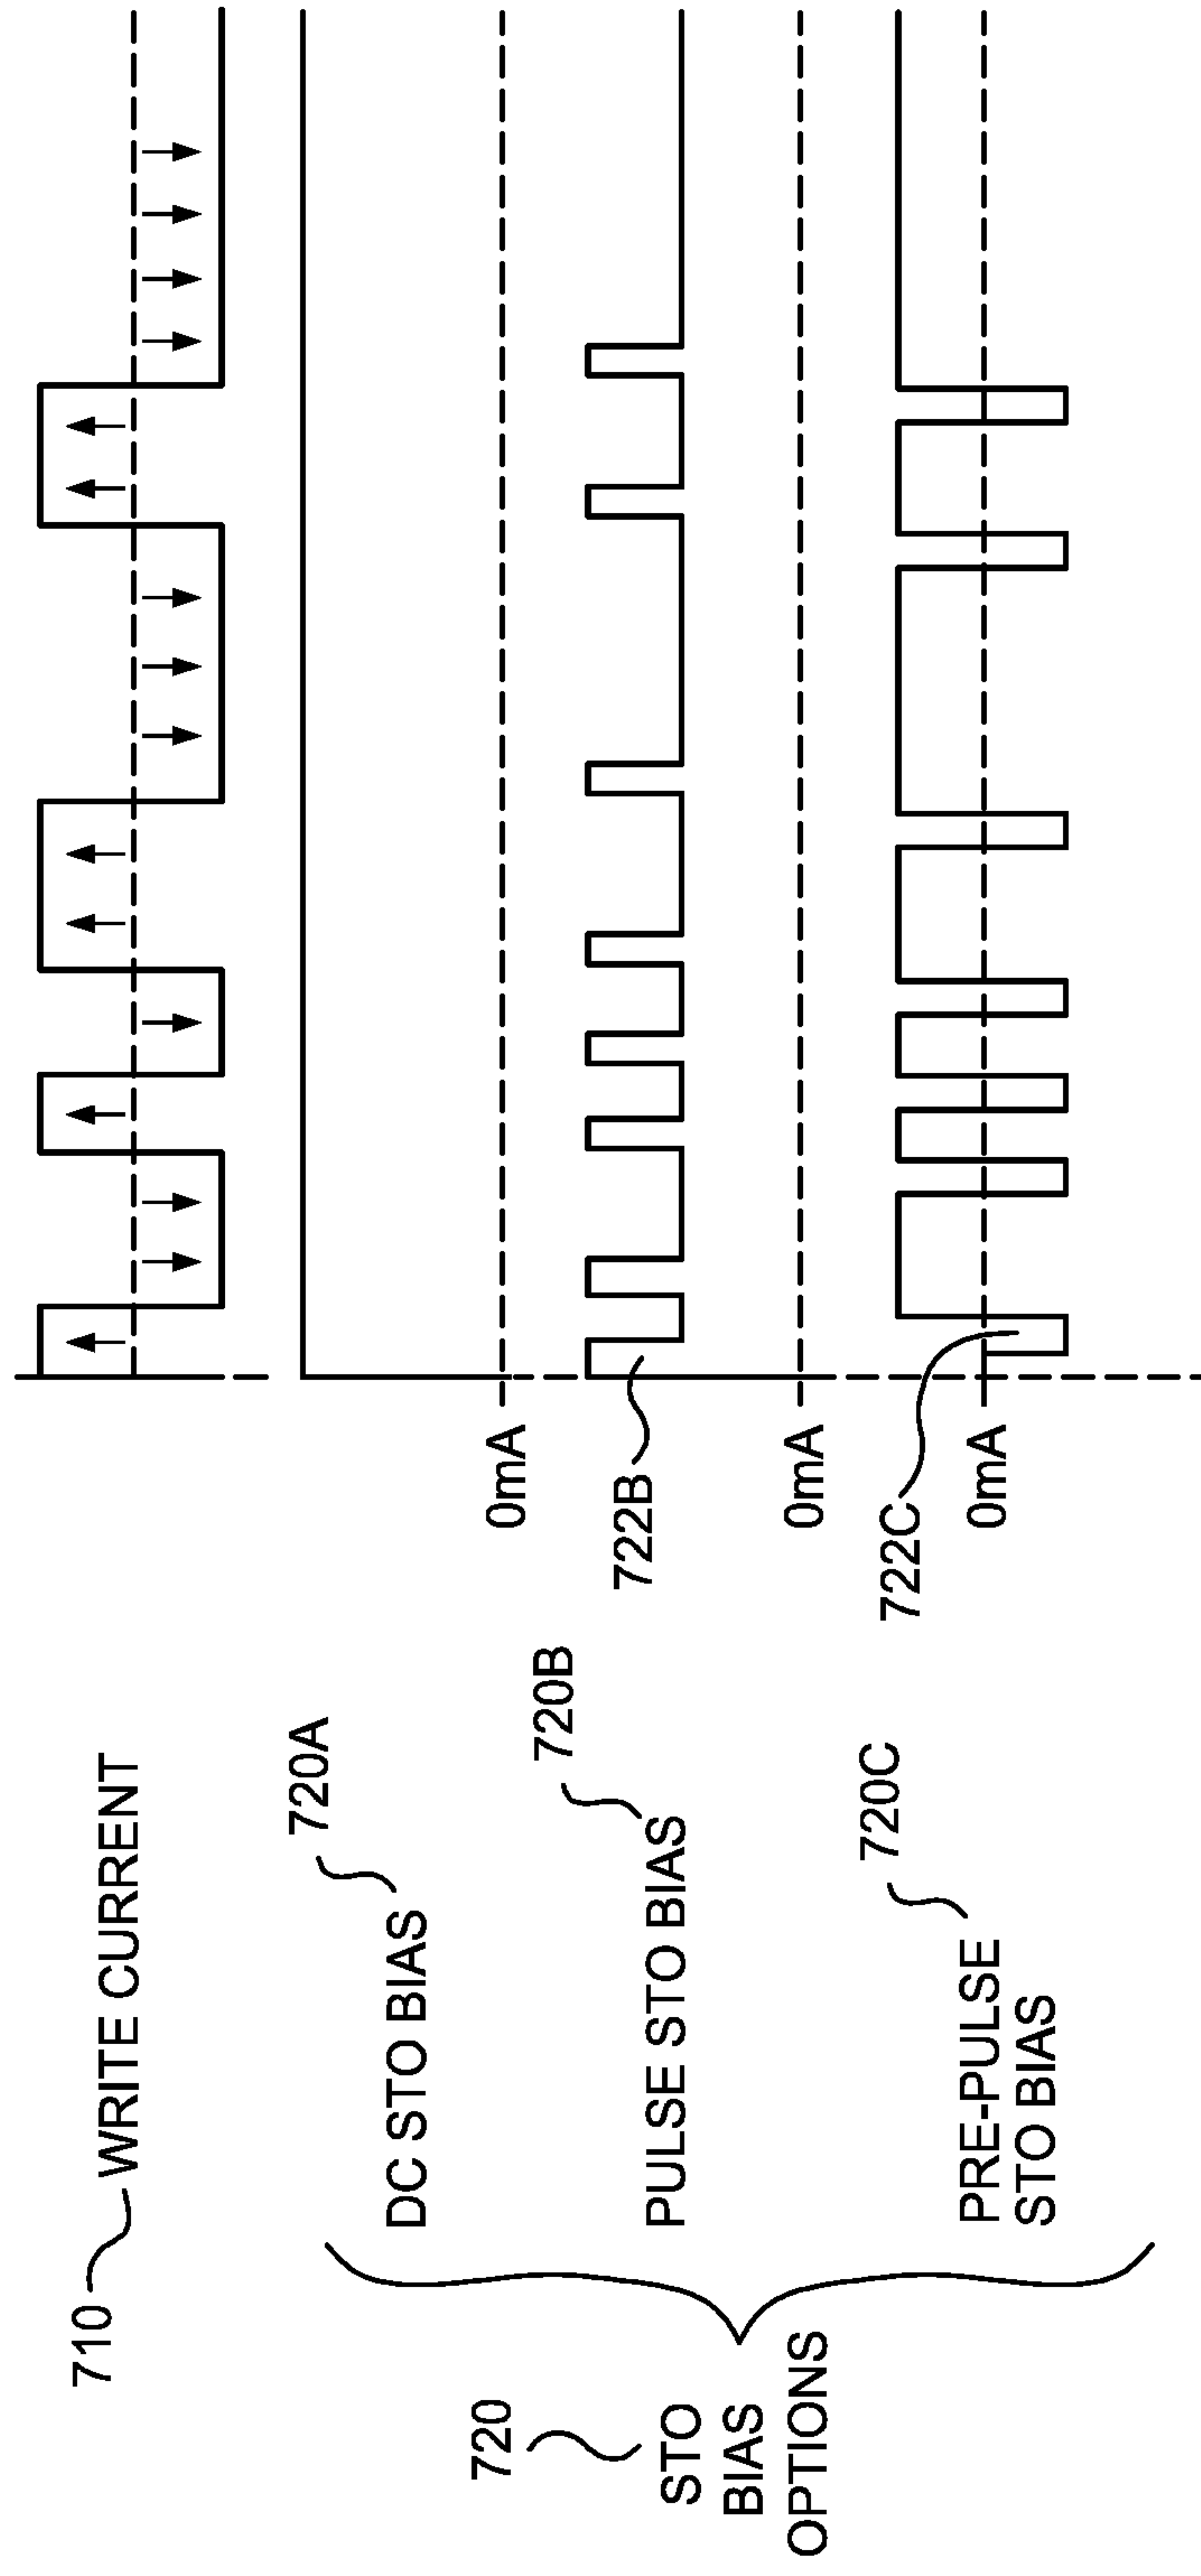 710
WRITE CURRENT
720
STO
BIAS
OPTIONS
DC STO BIAS
720A
0mA
PULSE STO BIAS
720B
722B
0mA
PRE-PULSE
STO BIAS
720C
722C
0mA